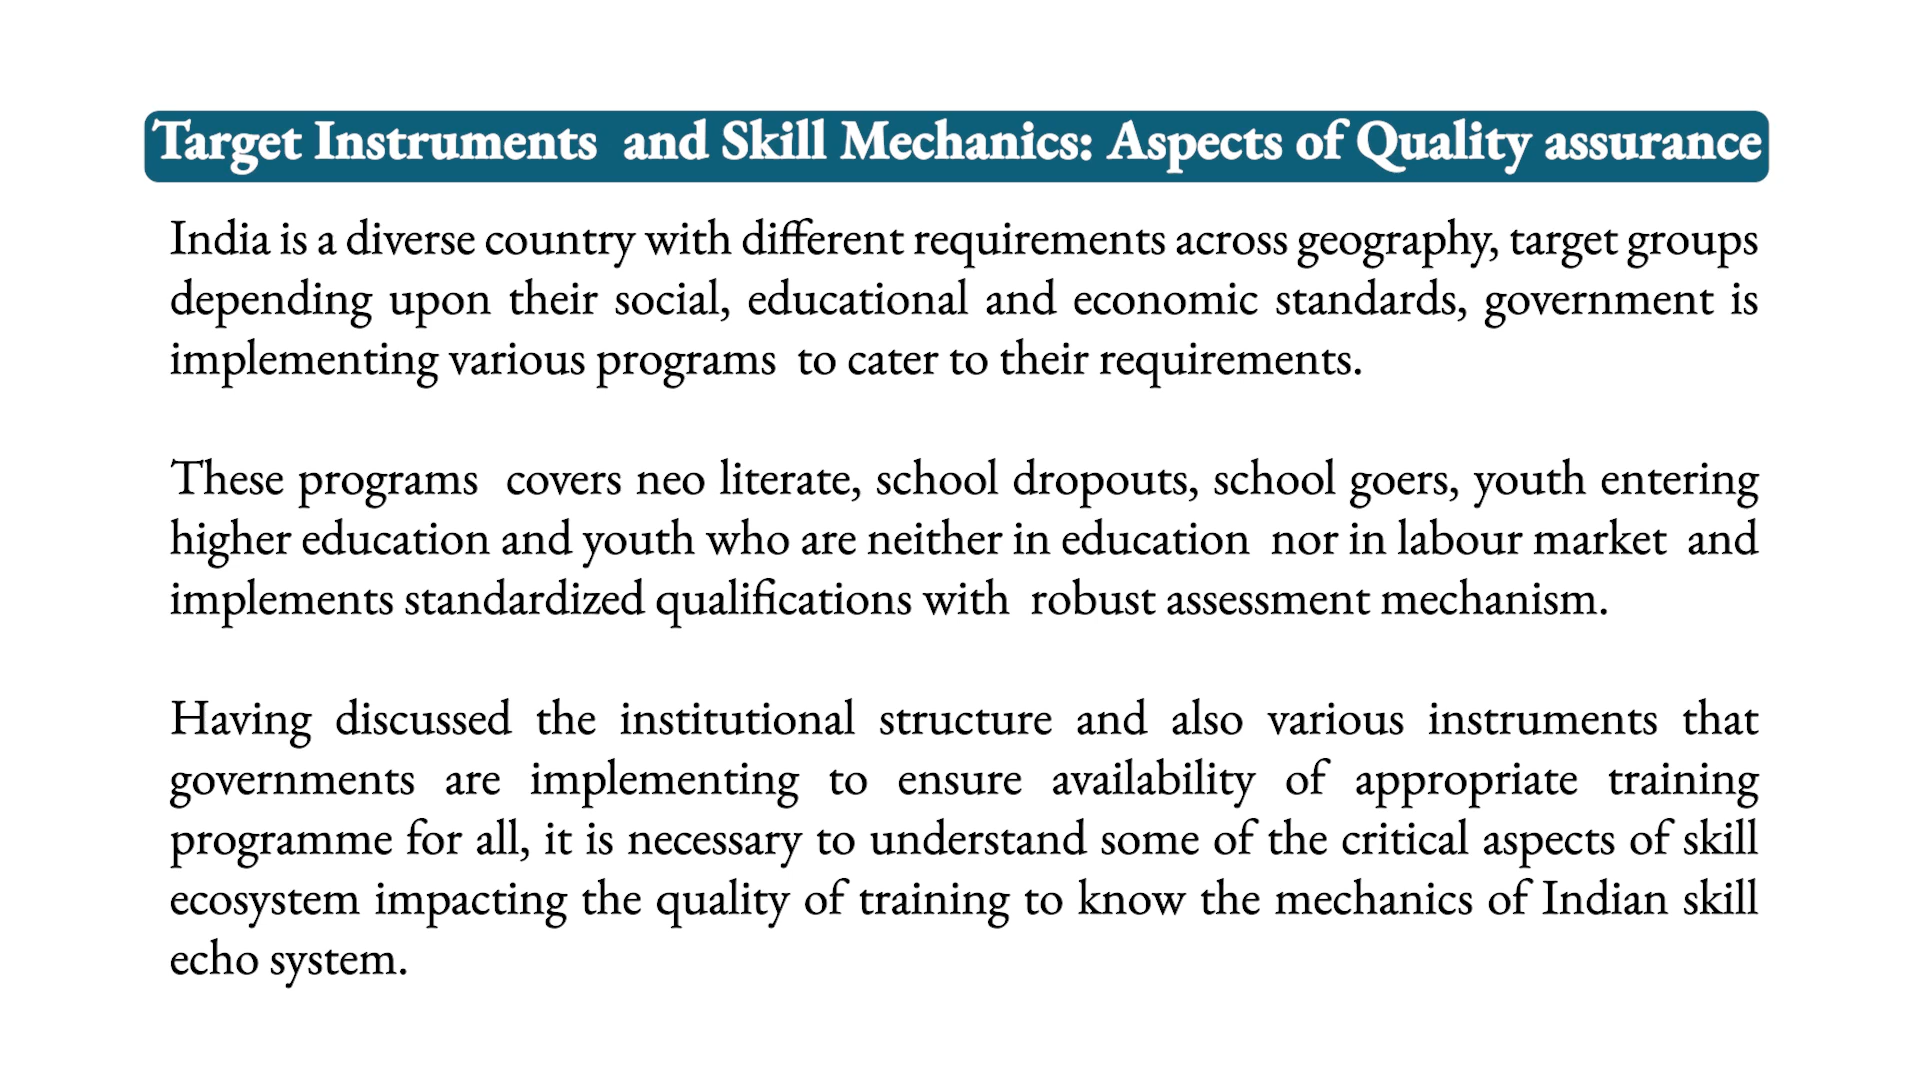 Target Instruments and Skill Mechanics: Aspects of Quality assurance
India is a diverse country with different requirements across geography, target groups
depending upon their social, educational and economic standards, government is
implementing various programs to cater to their requirements.
These programs covers neo literate, school dropouts, school goers, youth entering
higher education and youth who are neither in education nor in labour market and
implements standardized qualifications with robust assessment mechanism.
Having discussed the institutional structure and also various instruments that
governments are implementing to ensure availability of appropriate training
programme for all, it is necessary to understand some of the critical aspects of skill
ecosystem impacting the quality of training to know the mechanics of Indian skill
echo system.